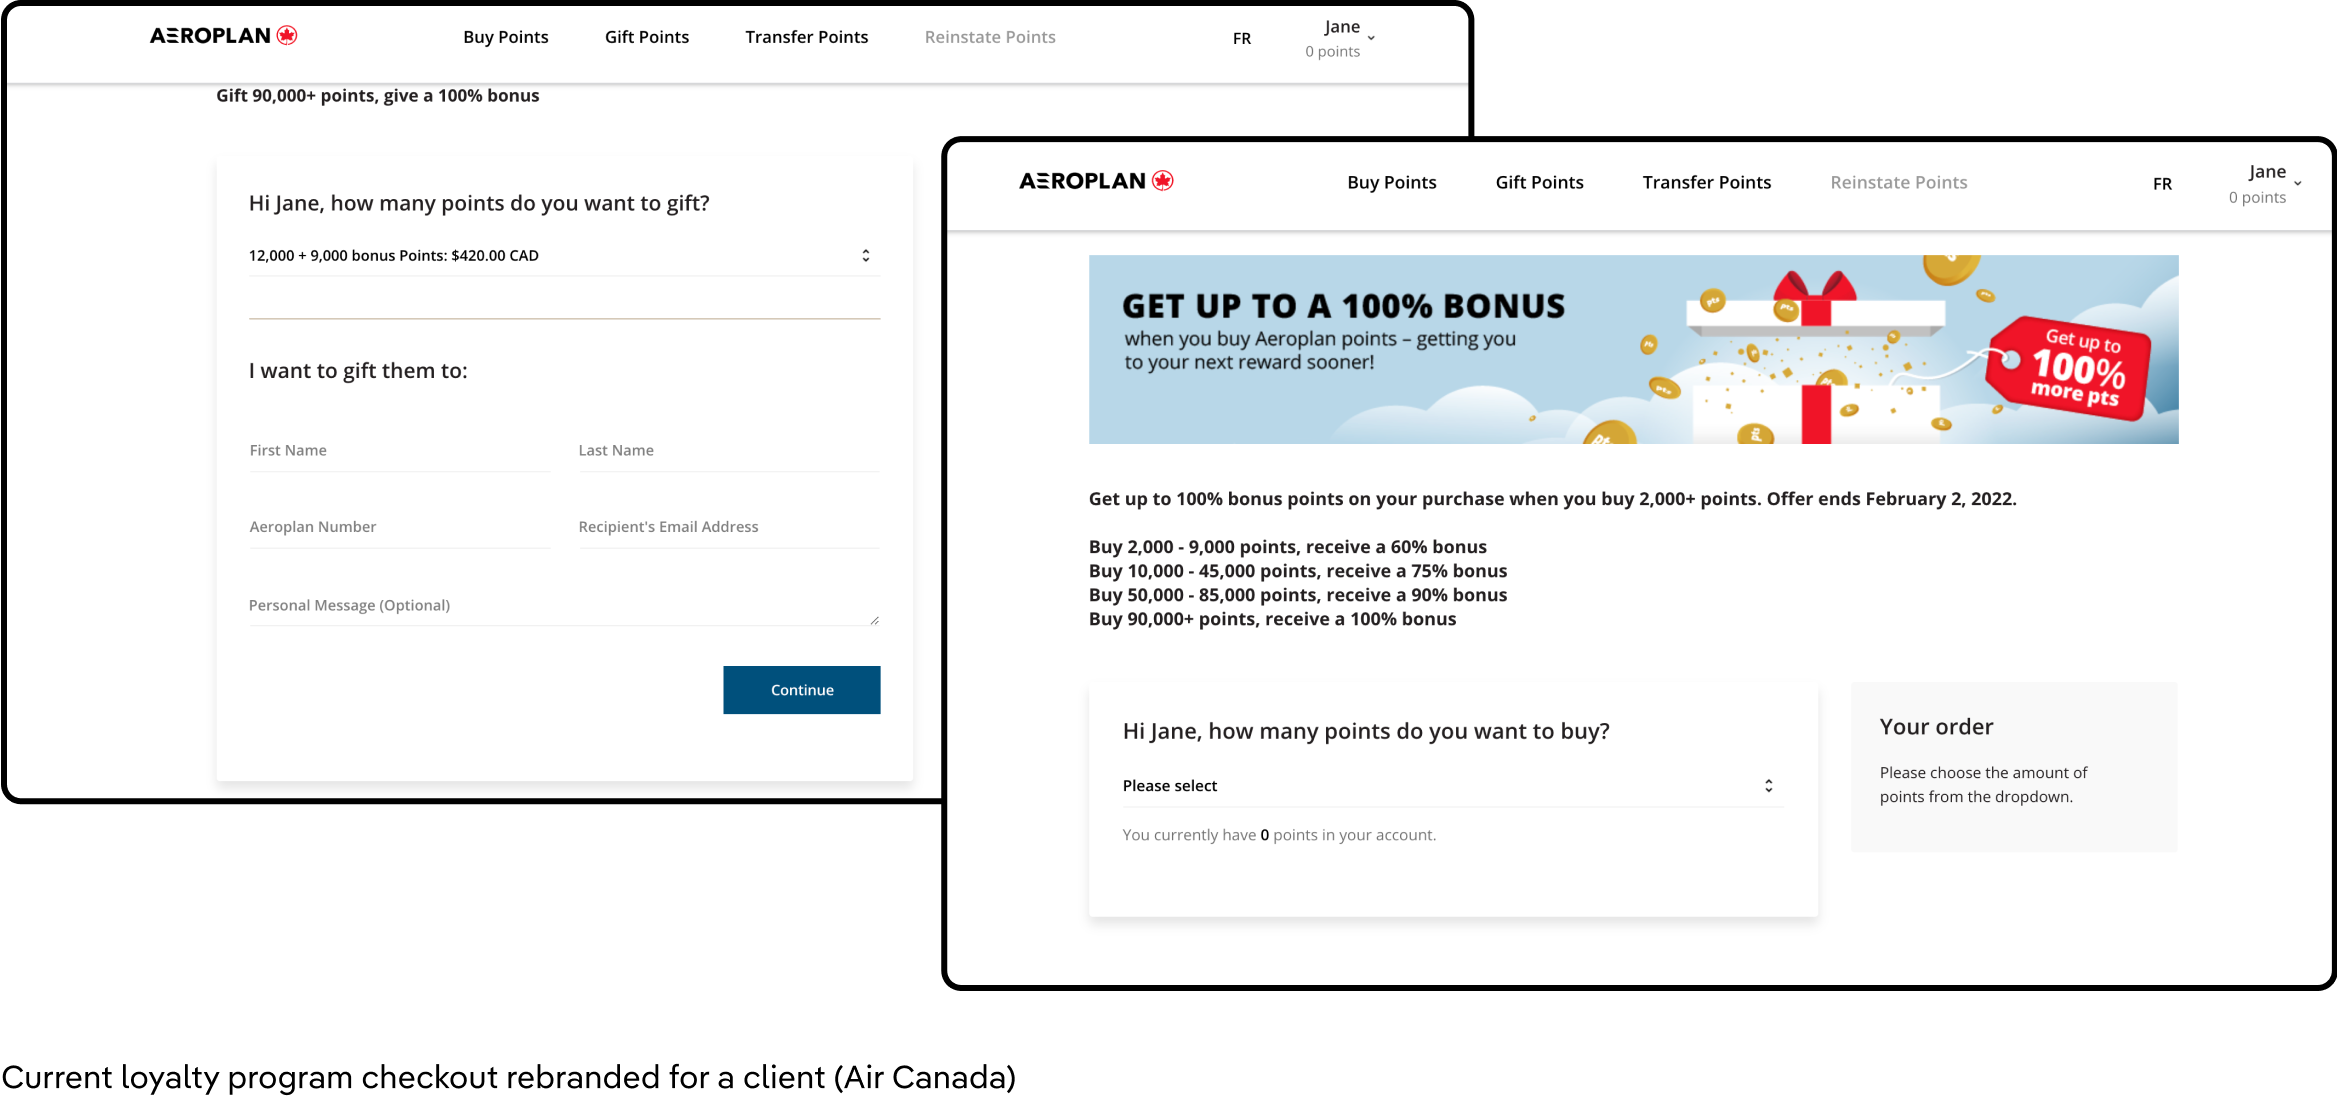 AEROPLAN
Buy Points
Gift Points
Transfer Points
Reinstate Points
FR
Jane
0 points
Gift 90,000+ points, give a 100% bonus
Hi Jane, how many points do you want to gift?
12,000 + 9,000 bonus Points: $420.00 CAD
I want to gift them to:
First Name
Last Name
Aeroplan Number
Recipient's Email Address
Personal Message (Optional)
Continue
AEROPLAN
Buy Points
Gift Points
Transfer Points
Reinstate Points
FR
Jane
0 points
GET UP TO A 100% BONUS
when you buy Aeroplan points – getting you
to your next reward sooner!
pts
pts
pts
pts
pts
pts
Get up to
100%
more pts
Get up to 100% bonus points on your purchase when you buy 2,000+ points. Offer ends February 2, 2022.
Buy 2,000 - 9,000 points, receive a 60% bonus
Buy 10,000 - 45,000 points, receive a 75% bonus
Buy 50,000 - 85,000 points, receive a 90% bonus
Buy 90,000+ points, receive a 100% bonus
Hi Jane, how many points do you want to buy?
Please select
You currently have 0 points in your account.
Your order
Please choose the amount of
points from the dropdown.
Current loyalty program checkout rebranded for a client (Air Canada)